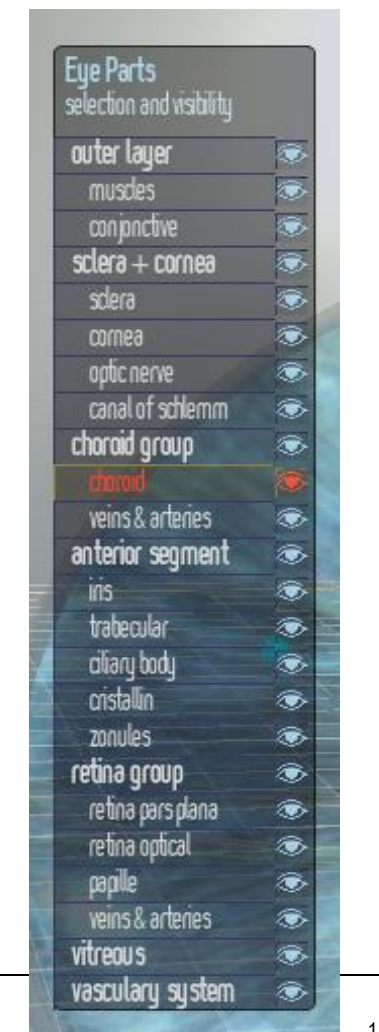 Eye Parts
selection and visibility
outer layer
muscles
conjonctive
sclera + cornea
sclera
cornea
optic nerve
canal of schlemm
choroid group
choroid
veins & arteries
anterior segment
iris
trabecular
ciliary body
cristallin
zonules
retina group
retina pars plana
retina optical
papille
veins & arteries
vitreous
vasculary system
1